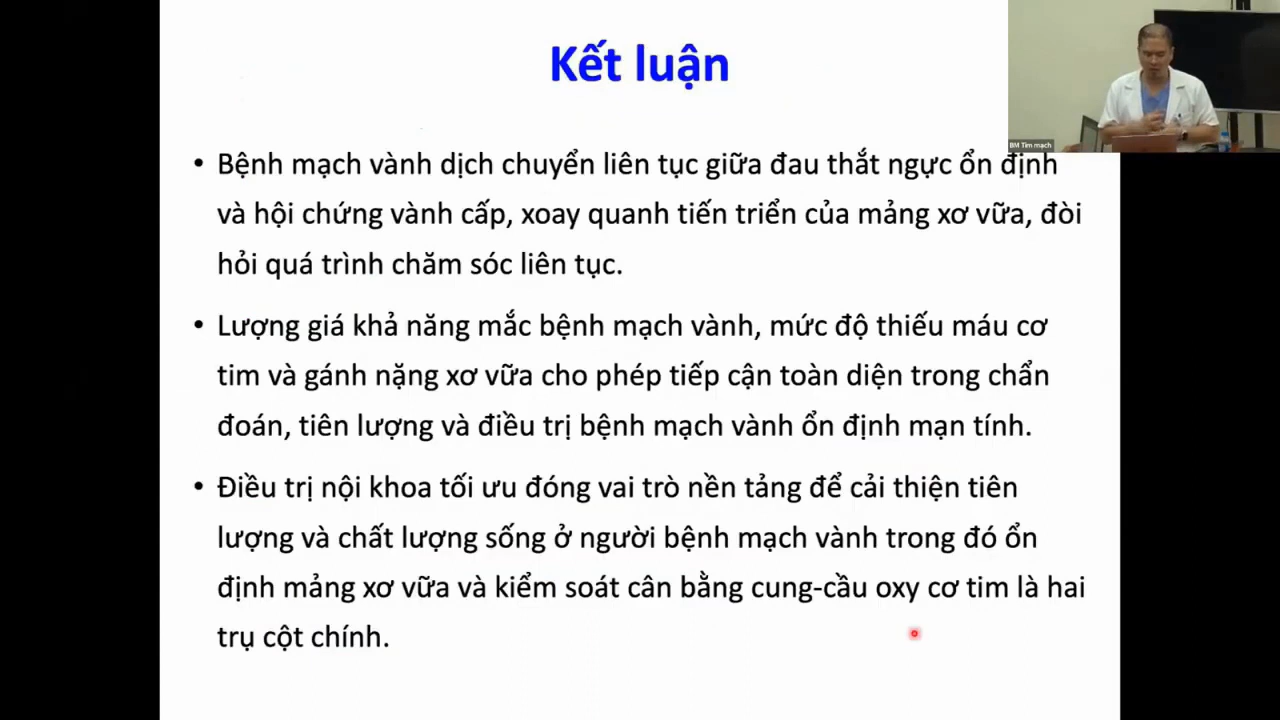 Kết luận
BM Tim mạch
• Bệnh mạch vành dịch chuyển liên tục giữa đau thắt ngực ổn định
và hội chứng vành cấp, xoay quanh tiến triển của mảng xơ vữa, đòi
hỏi quá trình chăm sóc liên tục.
• Lượng giá khả năng mắc bệnh mạch vành, mức độ thiếu máu cơ
tim và gánh nặng xơ vữa cho phép tiếp cận toàn diện trong chẩn
đoán, tiên lượng và điều trị bệnh mạch vành ổn định mạn tính.
• Điều trị nội khoa tối ưu đóng vai trò nền tảng để cải thiện tiên
lượng và chất lượng sống ở người bệnh mạch vành trong đó ổn
định mảng xơ vữa và kiểm soát cân bằng cung-cầu oxy cơ tim là hai
trụ cột chính.